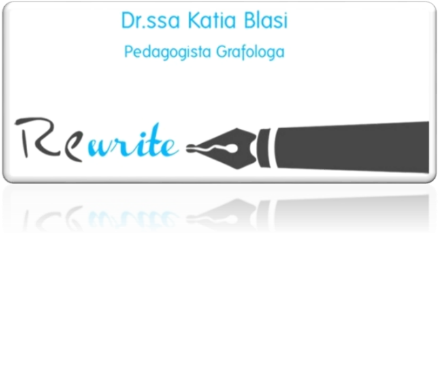 Dr.ssa Katia Blasi
Pedagogista Grafologa
Rewrite